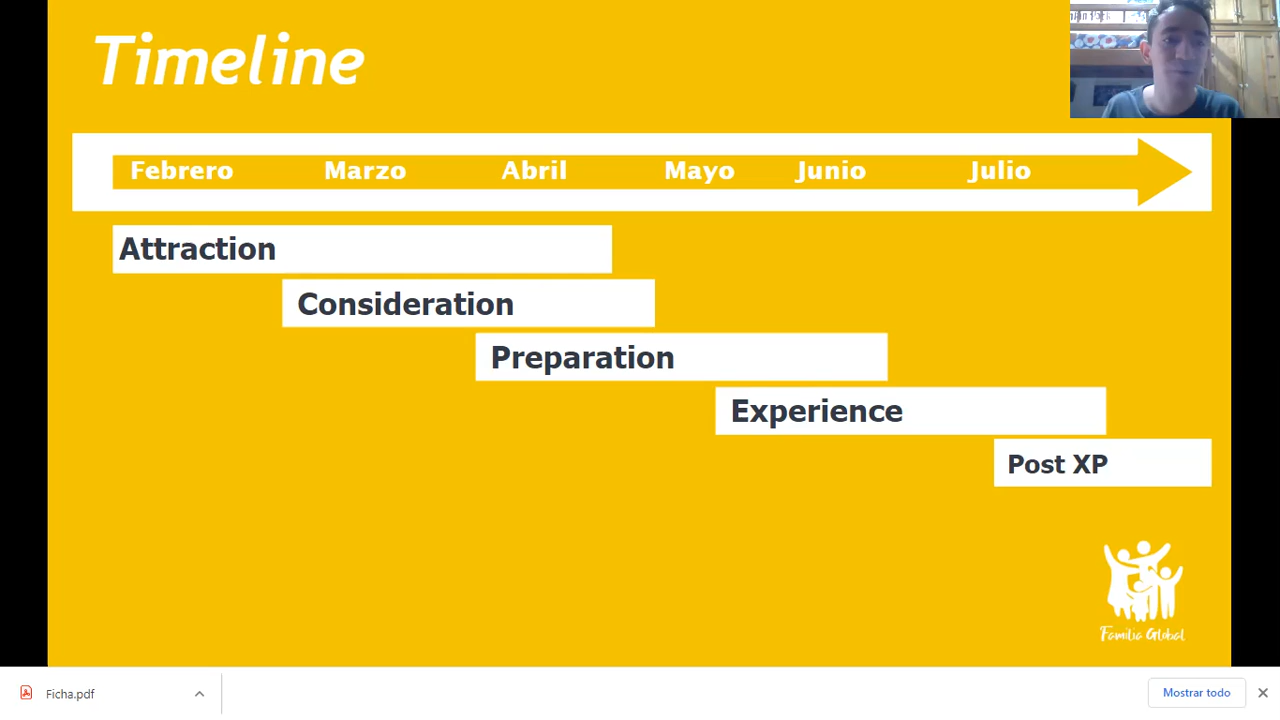 Timeline
Febrero Marzo Abril Mayo Junio Julio
Attraction
Consideration
Preparation
Experience
Post XP
Familia Global
Ficha.pdf
Mostrar todo